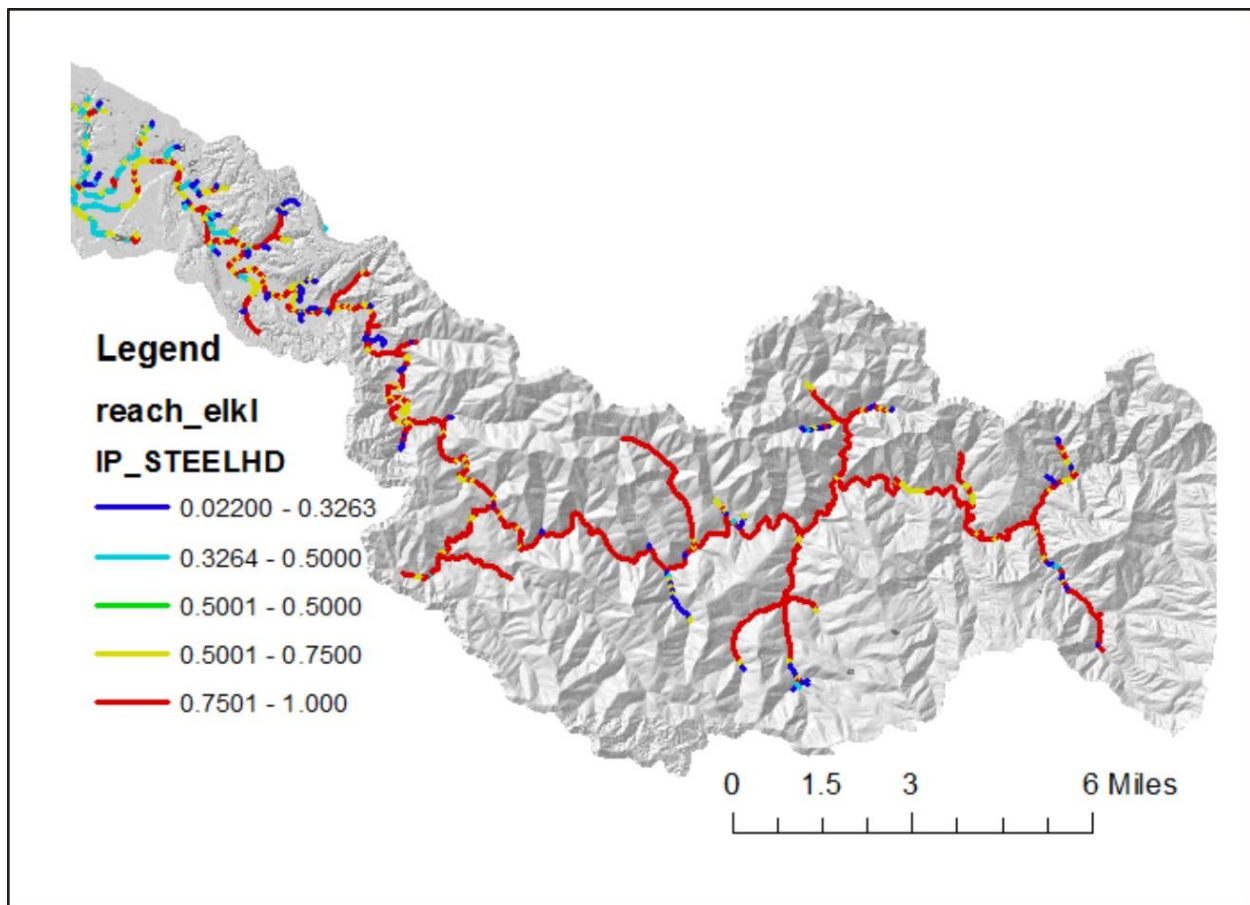 Legend
reach_elkl
IP_STEELHD
0.02200 - 0.3263
0.3264 - 0.5000
0.5001 - 0.5000
0.5001 - 0.7500
0.7501 - 1.000
0 1.5 3 6 Miles